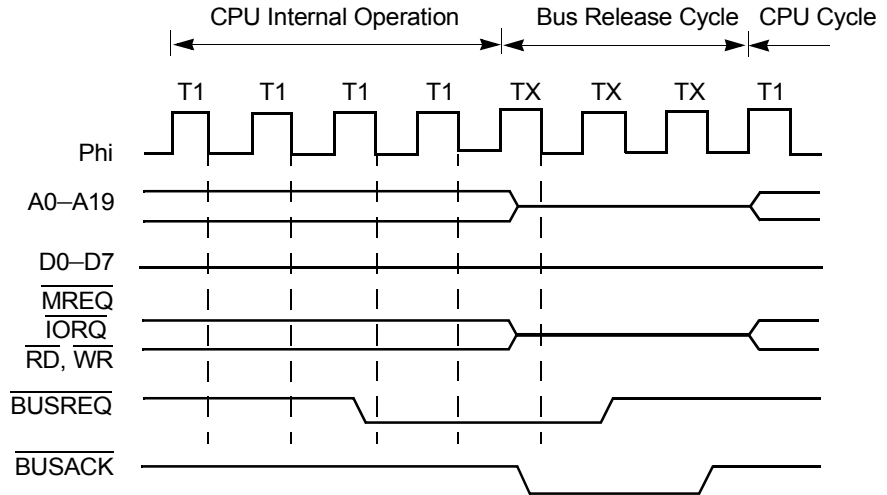 CPU Internal Operation Bus Release Cycle CPU Cycle
T1 T1 T1 T1 TX TX TX T1
Phi
A0–A19
D0–D7
MREQ
IORQ
RD, WR
BUSREQ
BUSACK